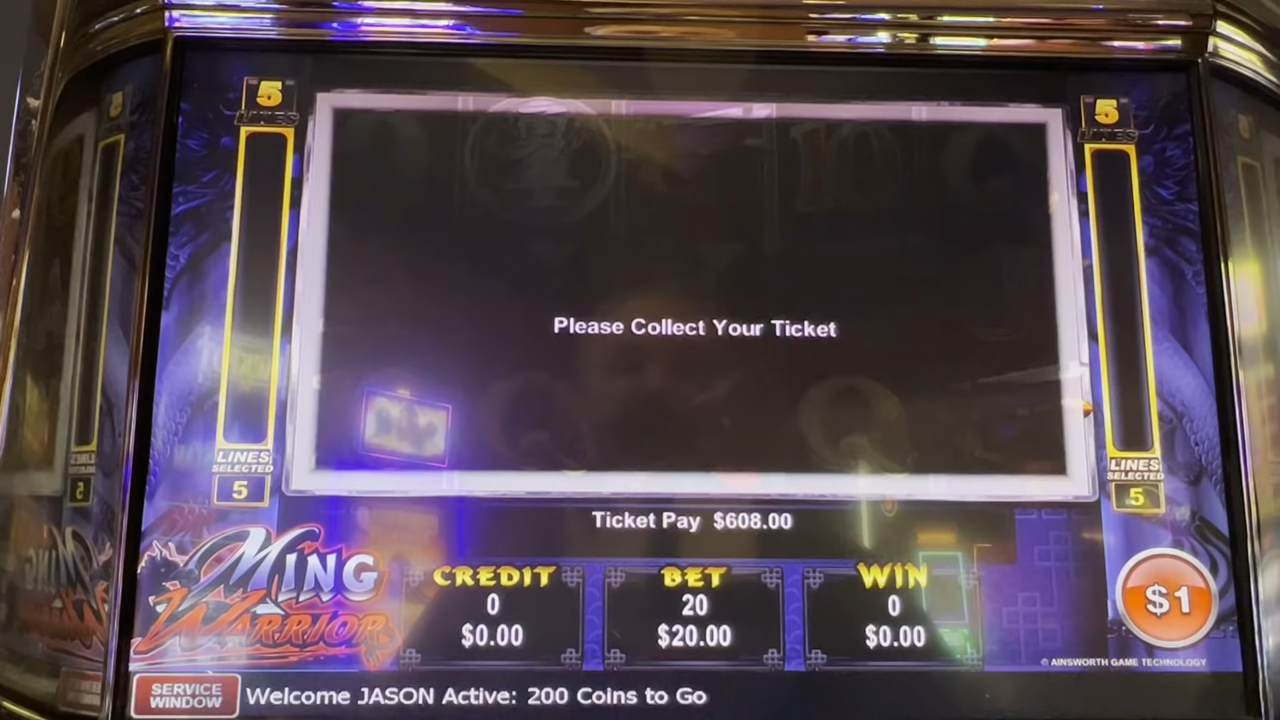 5
LINES
5
LINES
10
Q
Please Collect Your Ticket
LINES
SELECTED
5
LINES
SELECTED
5
Ticket Pay $608.00
MING
WARRIOR
CREDIT
0
$0.00
BET
20
$20.00
WIN
0
$0.00
$1
© AINSWORTH GAME TECHNOLOGY
SERVICE
WINDOW
Welcome JASON Active: 200 Coins to Go